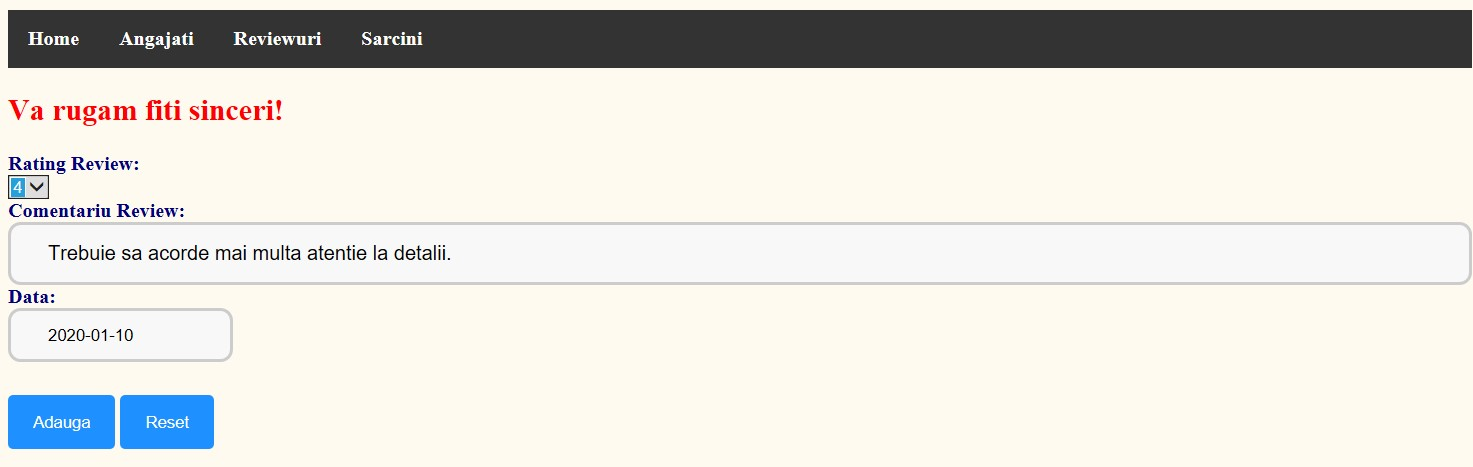 Home Angajati Reviewuri Sarcini
Va rugam fiti sinceri!
Rating Review:
4
Comentariu Review:
Trebuie sa acorde mai multa atentie la detalii.
Data:
2020-01-10
Adauga Reset